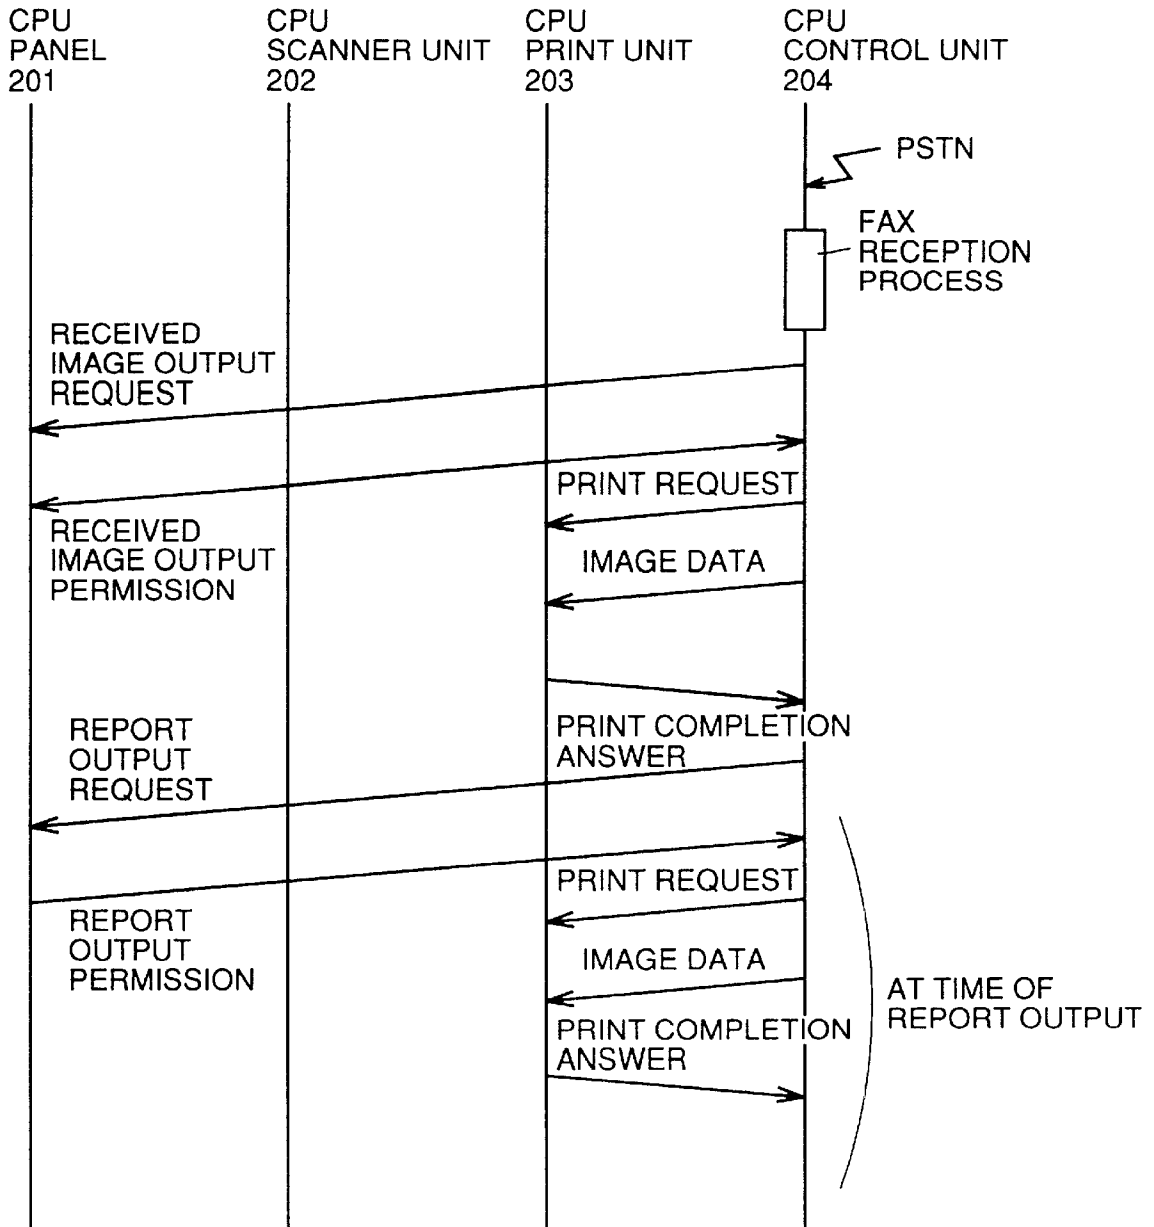 CPU
PANEL
201
CPU
SCANNER UNIT
202
CPU
PRINT UNIT
203
CPU
CONTROL UNIT
204
PSTN
FAX
RECEPTION
PROCESS
RECEIVED
IMAGE OUTPUT
REQUEST
PRINT REQUEST
RECEIVED
IMAGE OUTPUT
PERMISSION
IMAGE DATA
PRINT COMPLETION
ANSWER
REPORT
OUTPUT
REQUEST
PRINT REQUEST
REPORT
OUTPUT
PERMISSION
IMAGE DATA
AT TIME OF
REPORT OUTPUT
PRINT COMPLETION
ANSWER